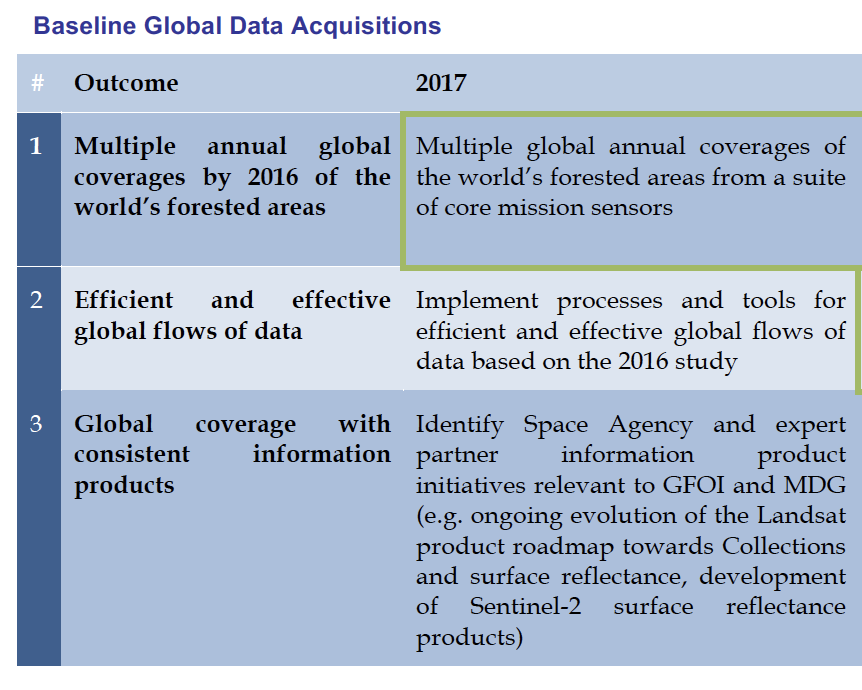 Baseline Global Data Acquisitions
# Outcome 2017
1 Multiple annual global coverages by 2016 of the world's forested areas
Multiple global annual coverages of
the world's forested areas from a suite
of core mission sensors
2 Efficient and effective
global flows of data
Implement processes and tools for
efficient and effective global flows of
data based on the 2016 study
3 Global coverage with
consistent information
products
Identify Space Agency and expert
partner information product
initiatives relevant to GFOI and MDG
(e.g. ongoing evolution of the Landsat
product roadmap towards Collections
and surface reflectance, development
of Sentinel-2 surface reflectance
products)